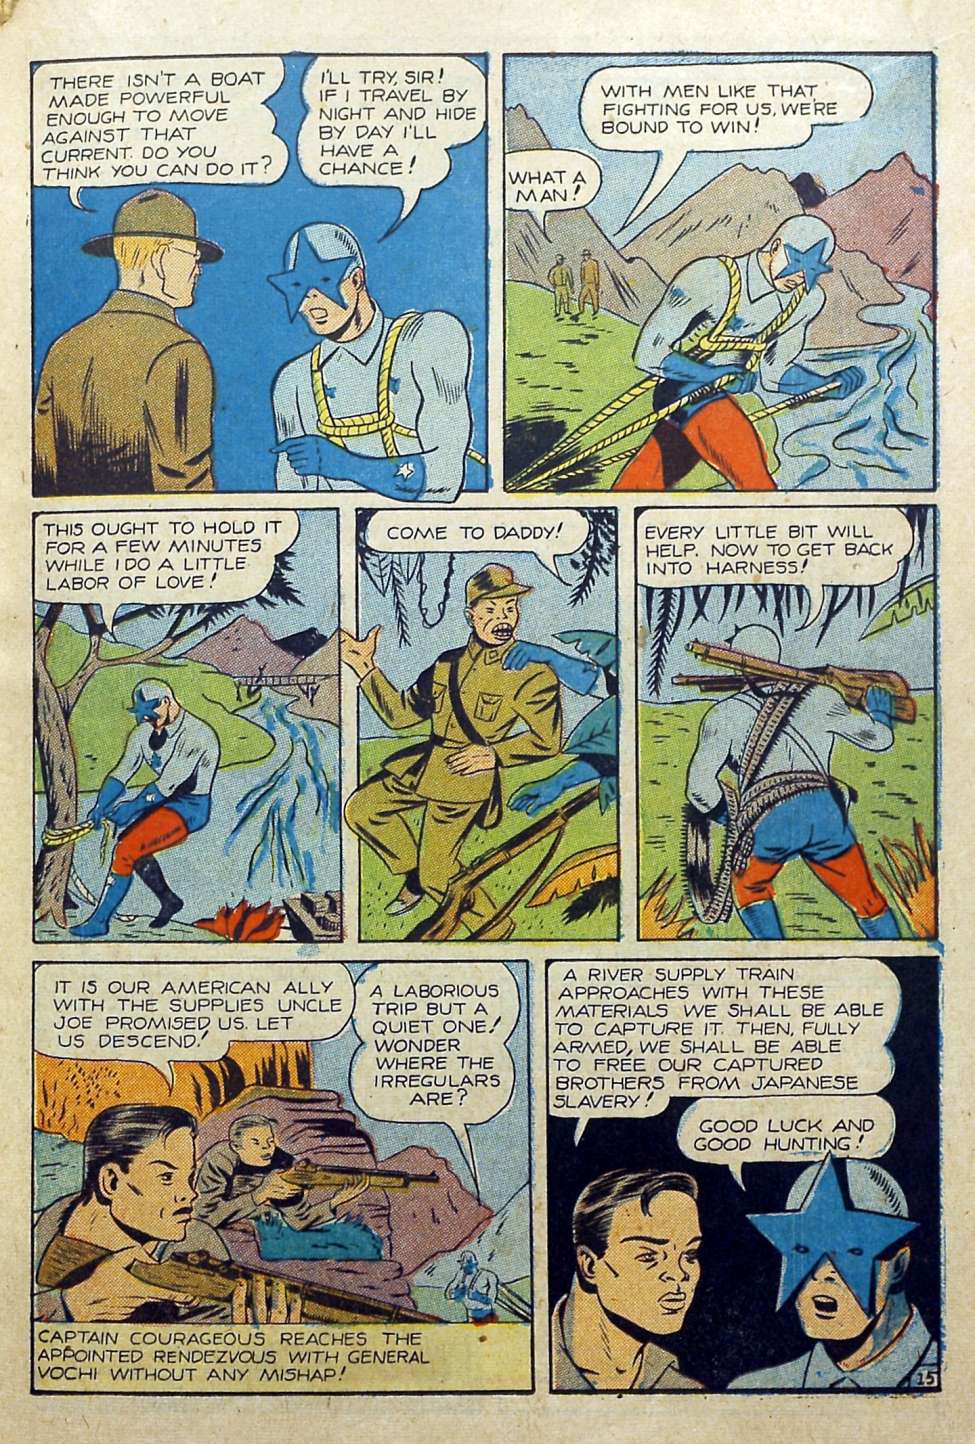 THERE ISN'T A BOAT
MADE POWERFUL
ENOUGH TO MOVE
AGAINST THAT
CURRENT. DO YOU
THINK YOU CAN DO IT?
I'LL TRY, SIR!
IF I TRAVEL BY
NIGHT AND HIDE
BY DAY I'LL
HAVE A
CHANCE!
WHAT A
MAN!
WITH MEN LIKE THAT
FIGHTING FOR US, WE'RE
BOUND TO WIN!
THIS OUGHT TO HOLD IT
FOR A FEW MINUTES
WHILE I DO A LITTLE
LABOR OF LOVE!
COME TO DADDY!
EVERY LITTLE BIT WILL
HELP. NOW TO GET BACK
INTO HARNESS!
IT IS OUR AMERICAN ALLY
WITH THE SUPPLIES UNCLE
JOE PROMISED US. LET
US DESCEND!
A LABORIOUS
TRIP BUT A
QUIET ONE!
WONDER
WHERE THE
IRREGULARS
ARE?
CAPTAIN COURAGEOUS REACHES THE
APPOINTED RENDEZVOUS WITH GENERAL
VOCHI WITHOUT ANY MISHAP!
A RIVER SUPPLY TRAIN
APPROACHES WITH THESE
MATERIALS WE SHALL BE ABLE
TO CAPTURE IT. THEN, FULLY
ARMED, WE SHALL BE ABLE
TO FREE OUR CAPTURED
BROTHERS FROM JAPANESE
SLAVERY!
GOOD LUCK AND
GOOD HUNTING!
15